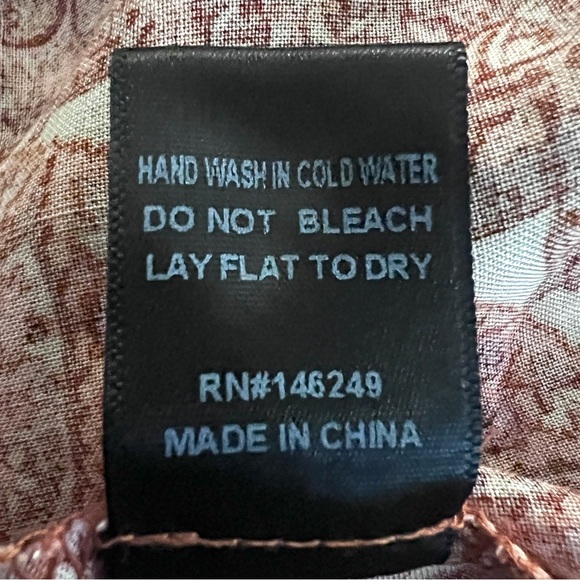 HAND WASH IN COLD WATER
DO NOT BLEACH
LAY FLAT TO DRY
RN#146249
MADE IN CHINA